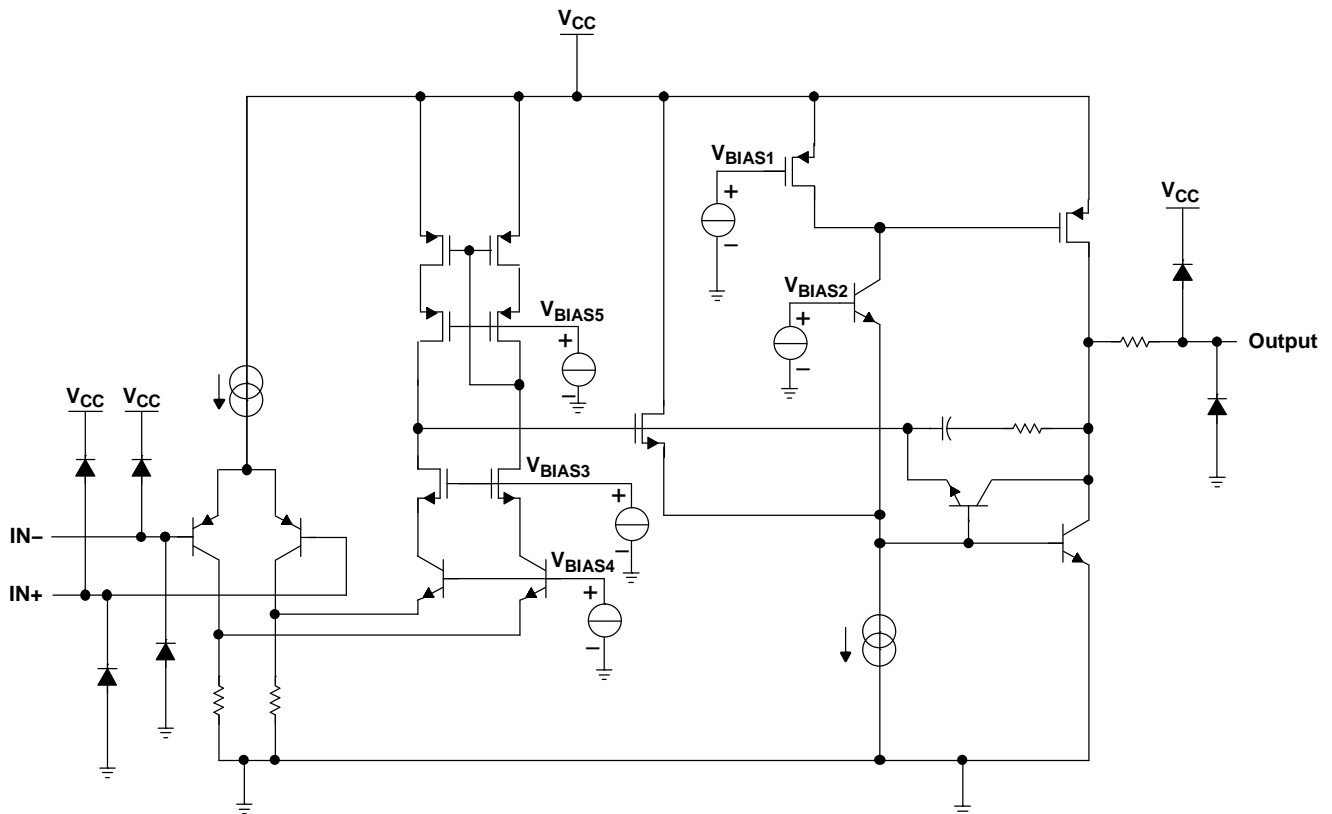 VCC
VBIAS1
VCC
VBIAS2
+
−
VBIAS5
+
−
+
−
Output
VCC
VCC
VBIAS3
+
−
IN−
VBIAS4
+
−
IN+